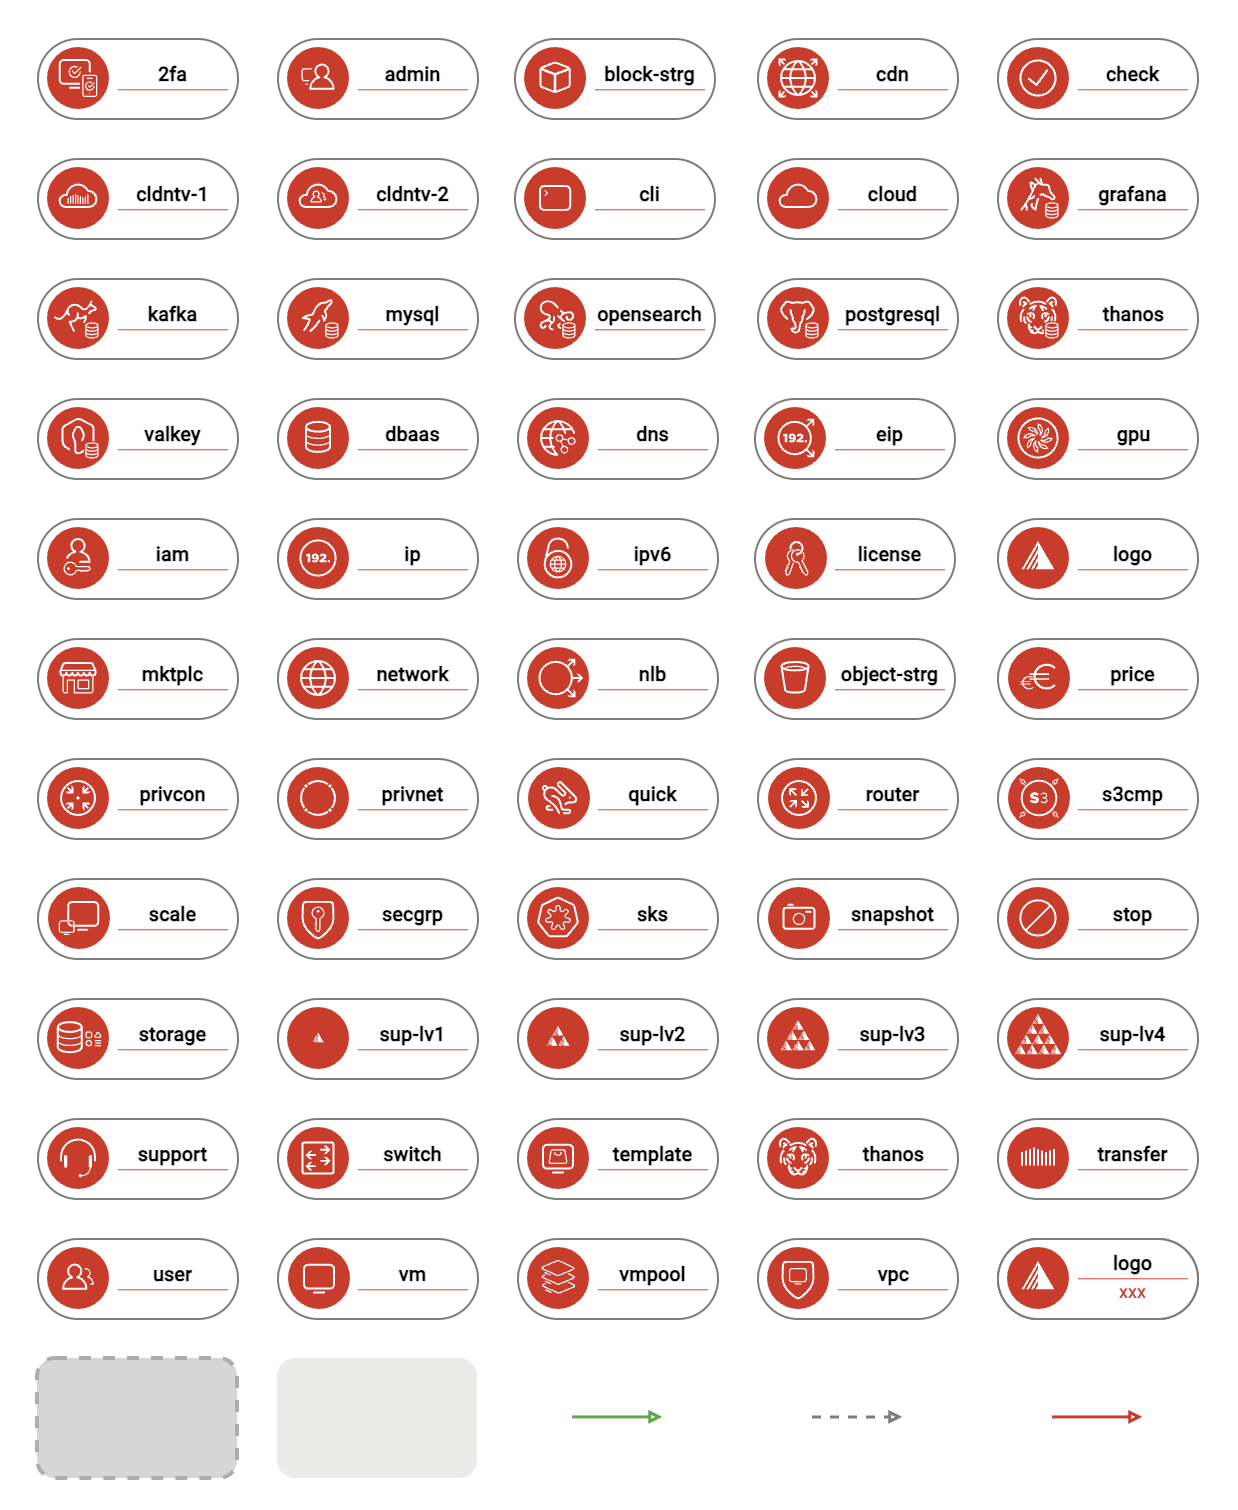 2fa
admin
block-strg
cdn
check
cldntv-1
cldntv-2
cli
cloud
grafana
kafka
mysql
opensearch
postgresql
thanos
valkey
dbaas
dns
192.
eip
gpu
iam
192.
ip
ipv6
license
logo
mktplc
network
nlb
object-strg
€€
price
privcon
privnet
quick
router
S3
s3cmp
scale
secgrp
sks
snapshot
stop
storage
sup-lv1
sup-lv2
sup-lv3
sup-lv4
support
switch
template
thanos
transfer
user
vm
vmpool
vpc
logo
xxx